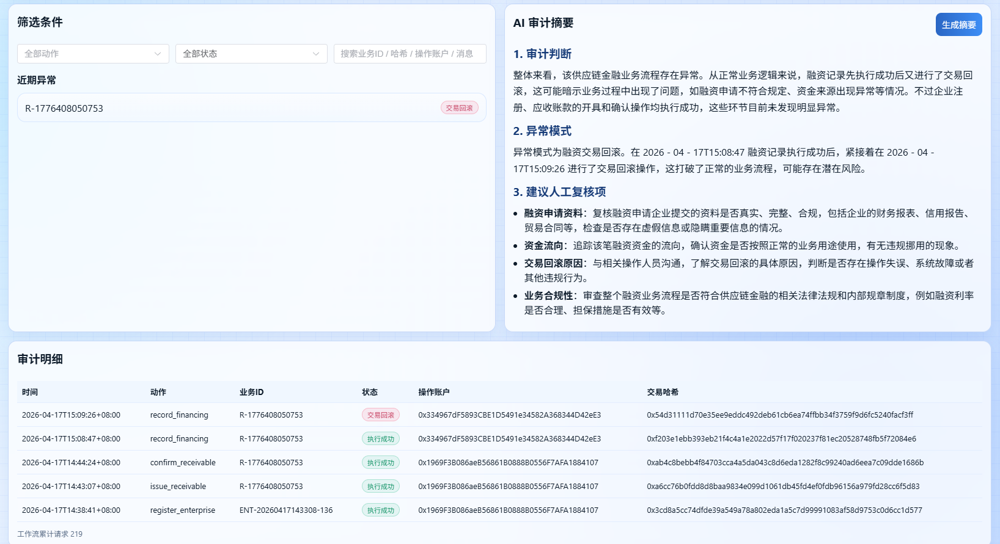 筛选条件
全部动作
全部状态
搜索业务ID / 哈希 / 操作账户 / 消息
近期异常
R-1776408050753
交易回滚
AI 审计摘要
生成摘要
1. 审计判断
整体来看，该供应链金融业务流程存在异常。从正常业务逻辑来说，融资记录先执行成功后又进行了交易回
滚，这可能暗示业务过程中出现了问题，如融资申请不符合规定、资金来源出现异常等情况。不过企业注
册、应收账款的开具和确认操作均执行成功，这些环节目前未发现明显异常。
2. 异常模式
异常模式为融资交易回滚。在 2026 - 04 - 17T15:08:47 融资记录执行成功后，紧接着在 2026 - 04 -
17T15:09:26 进行了交易回滚操作，这打破了正常的业务流程，可能存在潜在风险。
3. 建议人工复核项
融资申请资料：复核融资申请企业提交的资料是否真实、完整、合规，包括企业的财务报表、信用报告、
贸易合同等，检查是否存在虚假信息或隐瞒重要信息的情况。
资金流向：追踪该笔融资资金的流向，确认资金是否按照正常的业务用途使用，有无违规挪用的现象。
交易回滚原因：与相关操作人员沟通，了解交易回滚的具体原因，判断是否存在操作失误、系统故障或者
其他违规行为。
业务合规性：审查整个融资业务流程是否符合供应链金融的相关法律法规和内部规章制度，例如融资利率
是否合理、担保措施是否有效等。
审计明细
时间 动作 业务ID 状态 操作账户 交易哈希
2026-04-17T15:09:26+08:00 record_financing R-1776408050753 交易回滚 0x334967dF5893CBE1D5491e34582A368344D42eE3 0x54d31111d70e35ee9eddc492deb61cb6ea74ffbb34f3759f9d6fc5240facf3ff
2026-04-17T15:08:47+08:00 record_financing R-1776408050753 执行成功 0x334967dF5893CBE1D5491e34582A368344D42eE3 0xf203e1ebb393eb21f4c4a1e2022d57f17f020237f81ec20528748fb5f72084e6
2026-04-17T14:44:24+08:00 confirm_receivable R-1776408050753 执行成功 0x1969F3B086aeB56861B0888B0556F7AFA1884107 0xab4c8bebb4f84703cca4a5da043c8d6eda1282f8c99240ad6eea7c09dde1686b
2026-04-17T14:43:07+08:00 issue_receivable R-1776408050753 执行成功 0x1969F3B086aeB56861B0888B0556F7AFA1884107 0xa6cc76b0fdd8d8baa9834e099d1061db45fd4ef0fdb96156a979fd28cc6f5d83
2026-04-17T14:38:41+08:00 register_enterprise ENT-20260417143308-136 执行成功 0x1969F3B086aeB56861B0888B0556F7AFA1884107 0x3cd8a5cc74dfde39a549a78a802eda1a5c7d99991083af58d9753c0d6cc1d577
工作流累计请求 219